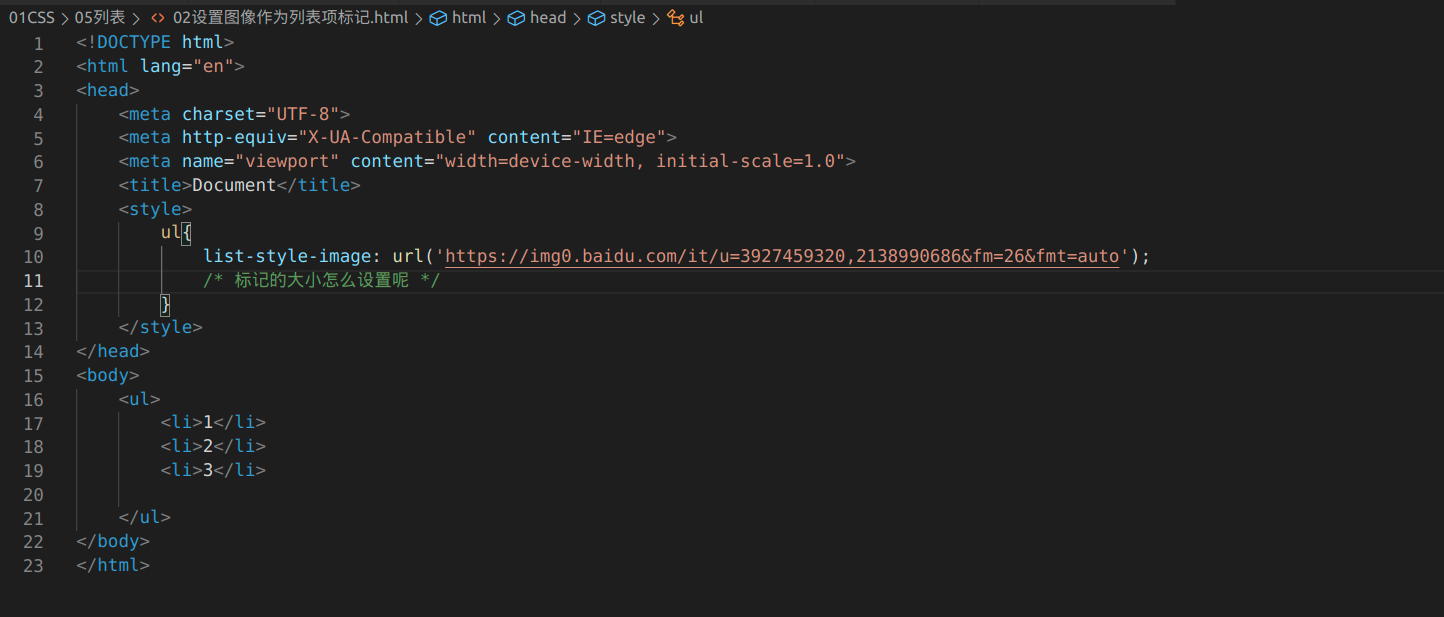 01CSS > 05列表 > <> 02设置图像作为列表项标记.html > html > head > style > ul
1 <!DOCTYPE html>
2 <html lang="en">
3 <head>
4 <meta charset="UTF-8">
5 <meta http-equiv="X-UA-Compatible" content="IE=edge">
6 <meta name="viewport" content="width=device-width, initial-scale=1.0">
7 <title>Document</title>
8 <style>
9 ul{
10 list-style-image: url('https://img0.baidu.com/it/u=3927459320,2138990686&fm=26&fmt=auto');
11 /* 标记的大小怎么设置呢 */
12 }
13 </style>
14 </head>
15 <body>
16 <ul>
17 <li>1</li>
18 <li>2</li>
19 <li>3</li>
20
21 </ul>
22 </body>
23 </html>